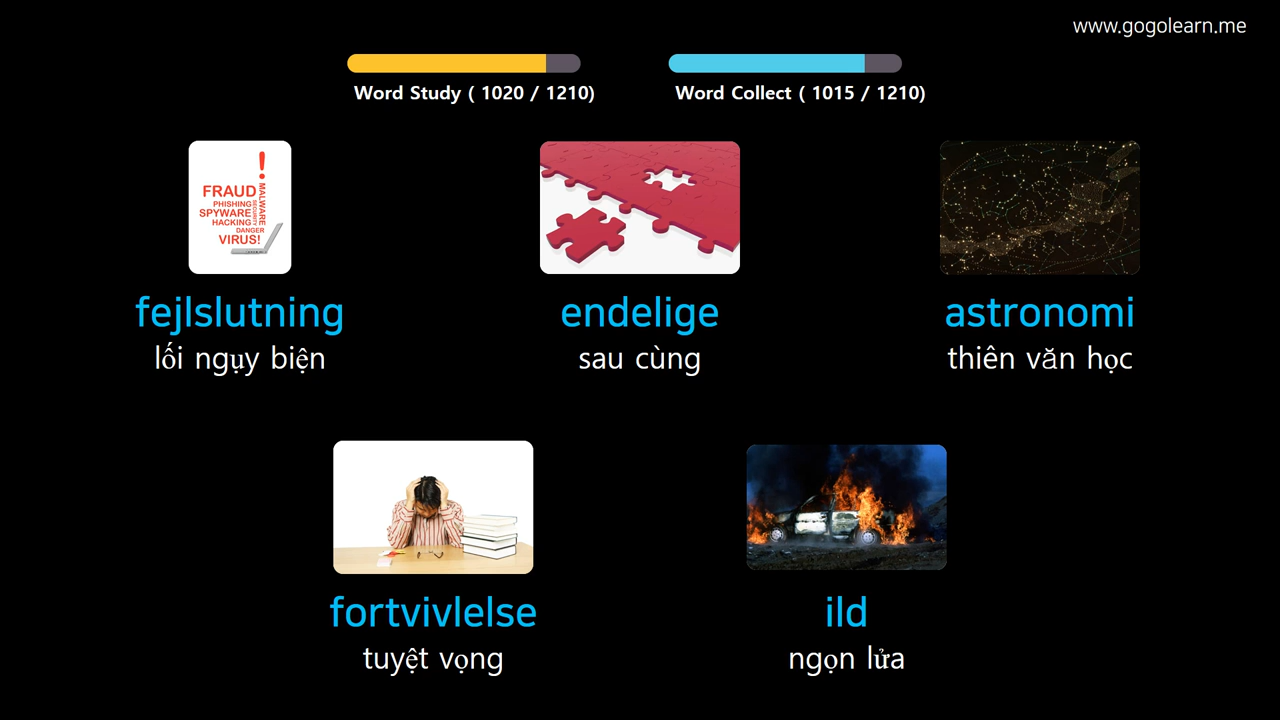 www.gogolearn.me
Word Study ( 1020 / 1210)
Word Collect ( 1015 / 1210)
!
FRAUD
PHISHING
SPYWARE
HACKING
DANGER
VIRUS!
MALWARE
SECURITY
fejlslutning
lối ngụy biện
endelige
sau cùng
astronomi
thiên văn học
fortvivlelse
tuyệt vọng
ild
ngọn lửa